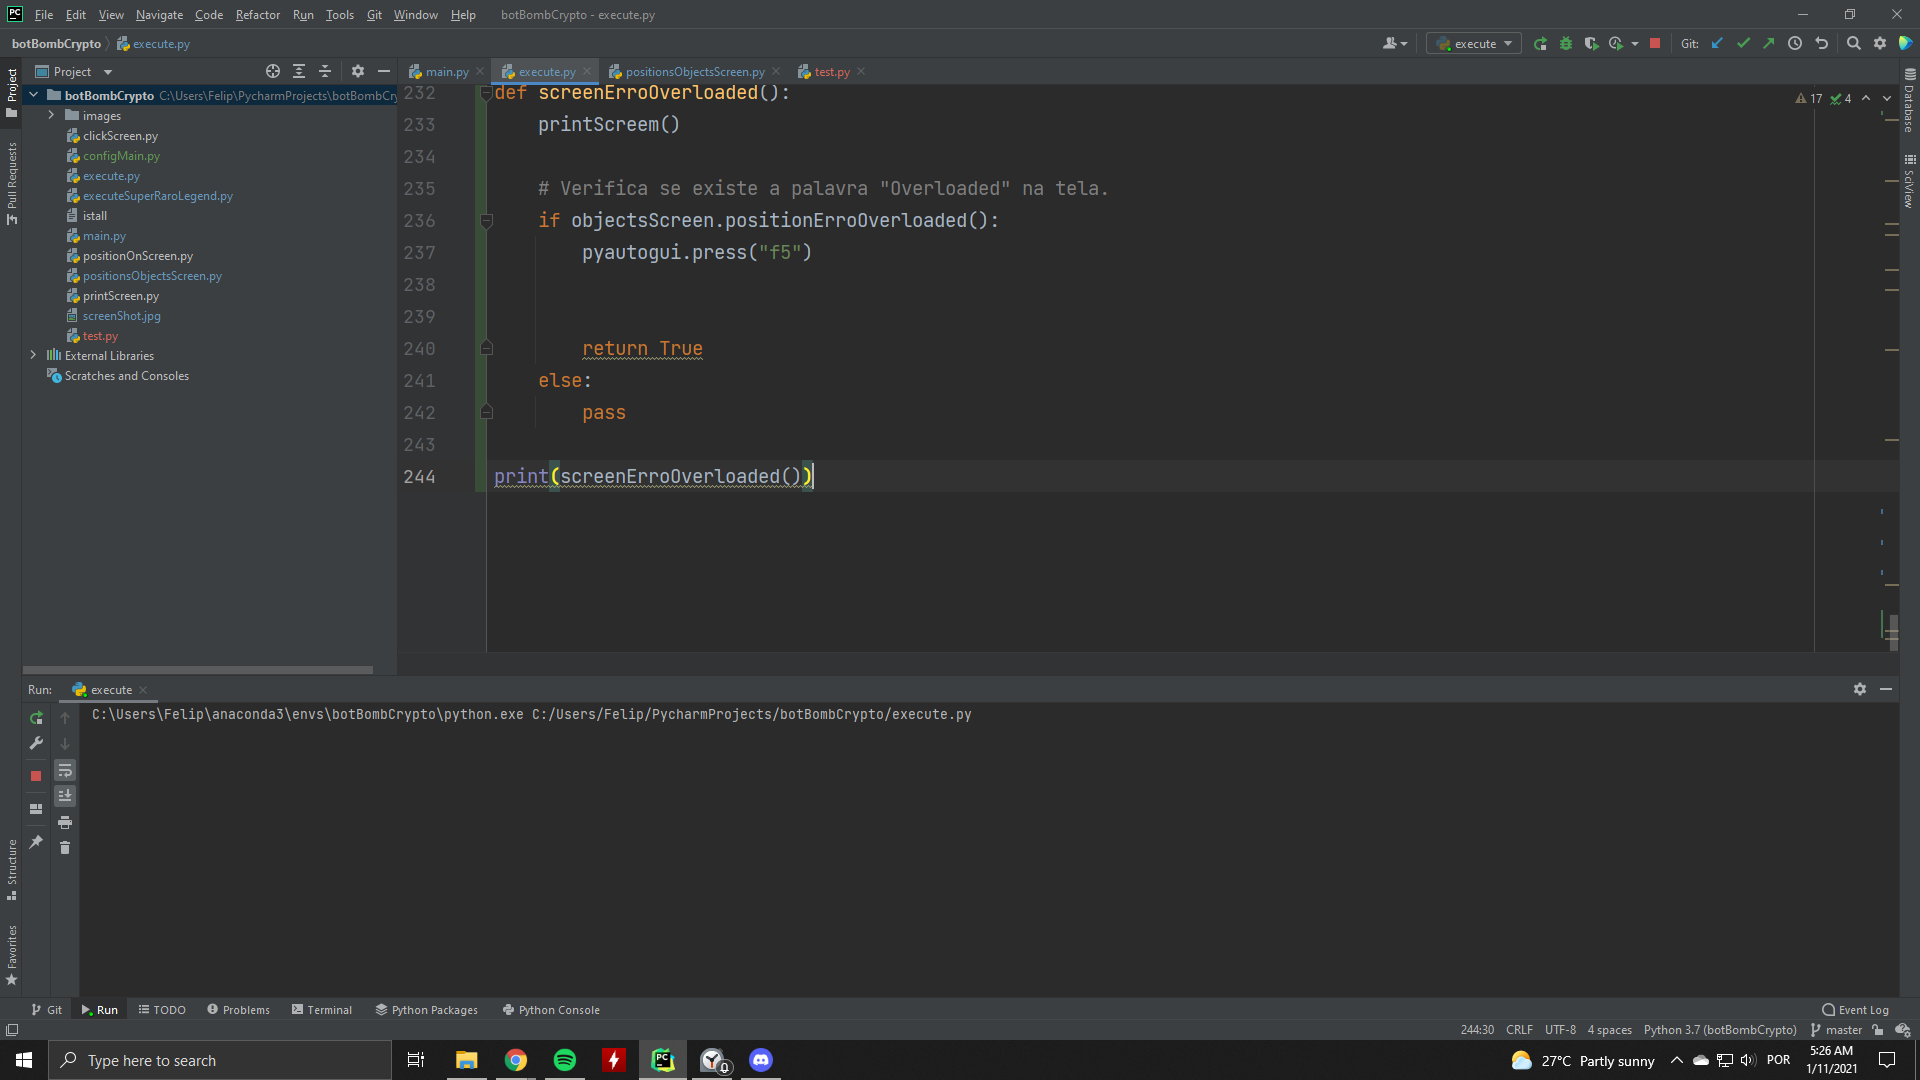 PC File Edit View Navigate Code Refactor Run Tools Git Window Help botBombCrypto - execute.py
botBombCrypto execute.py execute Git:
Project main.py execute.py positionsObjectsScreen.py test.py
Project
Pull Requests
Structure
Favorites
botBombCrypto C:\Users\Felip\PycharmProjects\botBombCry
images
clickScreen.py
configMain.py
execute.py
executeSuperRaroLegend.py
istall
main.py
positionOnScreen.py
positionsObjectsScreen.py
printScreen.py
screenShot.jpg
test.py
External Libraries
Scratches and Consoles
17 4
Database
SciView
232 def screenErroOverloaded():
233 printScreem()
234
235 # Verifica se existe a palavra "Overloaded" na tela.
236 if objectsScreen.positionErroOverloaded():
237 pyautogui.press("f5")
238
239
240 return True
241 else:
242 pass
243
244 print(screenErroOverloaded())
Run: execute
C:\Users\Felip\anaconda3\envs\botBombCrypto\python.exe C:/Users/Felip/PycharmProjects/botBombCrypto/execute.py
Git Run TODO Problems Terminal Python Packages Python Console Event Log
244:30 CRLF UTF-8 4 spaces Python 3.7 (botBombCrypto) master
Type here to search PC 0 27°C Partly sunny POR 5:26 AM
1/11/2021